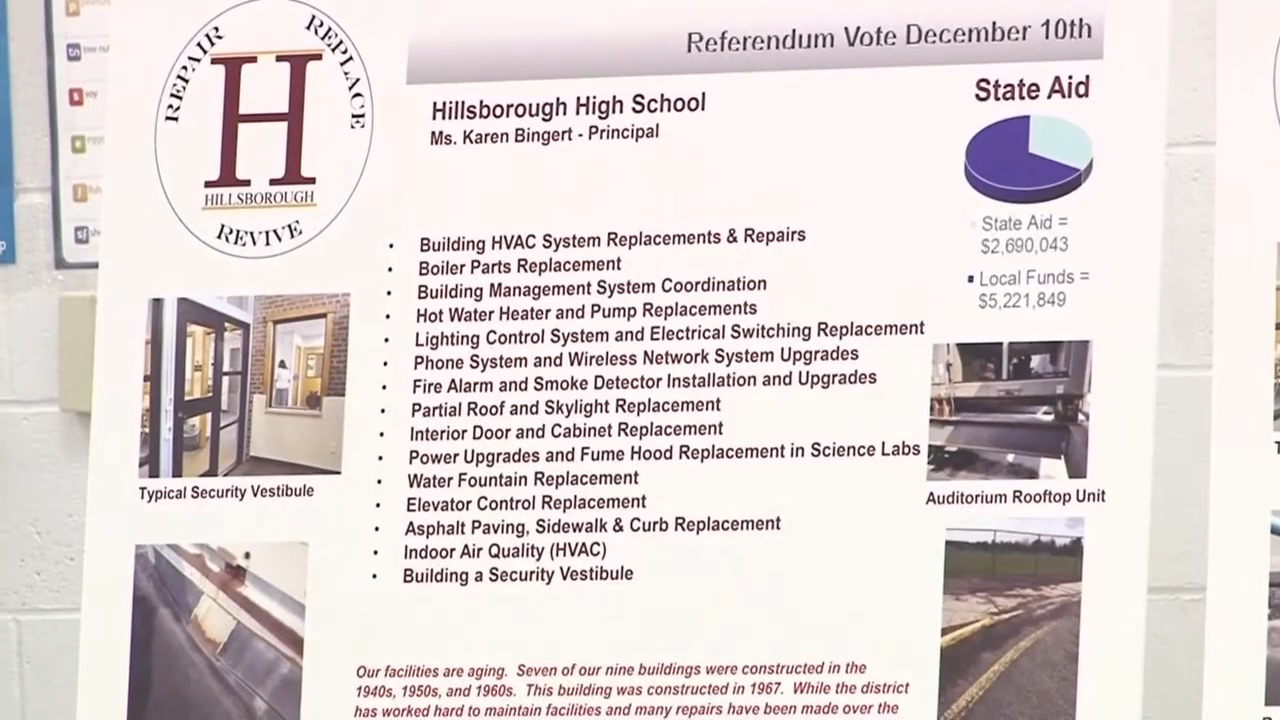 REPAIR
REPLACE
H
HILLSBOROUGH
REVIVE
Referendum Vote December 10th
Hillsborough High School
Ms. Karen Bingert - Principal
State Aid
State Aid =
$2,690,043
Local Funds =
$5,221,849
• Building HVAC System Replacements & Repairs
• Boiler Parts Replacement
• Building Management System Coordination
• Hot Water Heater and Pump Replacements
• Lighting Control System and Electrical Switching Replacement
• Phone System and Wireless Network System Upgrades
• Fire Alarm and Smoke Detector Installation and Upgrades
• Partial Roof and Skylight Replacement
• Interior Door and Cabinet Replacement
• Power Upgrades and Fume Hood Replacement in Science Labs
• Water Fountain Replacement
• Elevator Control Replacement
• Asphalt Paving, Sidewalk & Curb Replacement
• Indoor Air Quality (HVAC)
• Building a Security Vestibule
Typical Security Vestibule
Auditorium Rooftop Unit
Our facilities are aging. Seven of our nine buildings were constructed in the
1940s, 1950s, and 1960s. This building was constructed in 1967. While the district
has worked hard to maintain facilities and many repairs have been made over the
tn tree nut
s soy